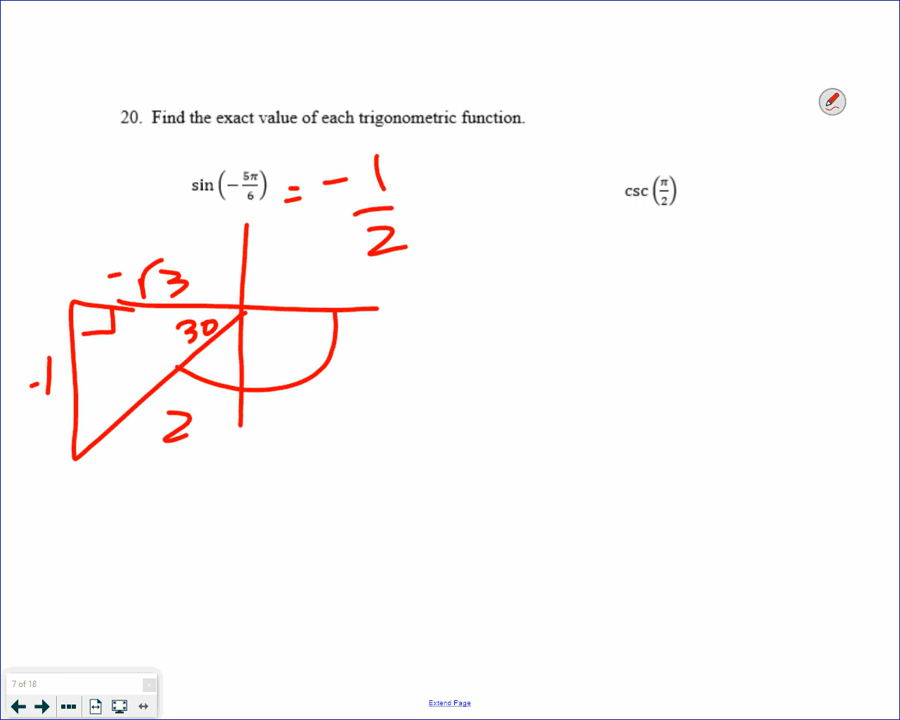 20. Find the exact value of each trigonometric function.
sin(-5π/6) = -1/2
csc(π/2)
-√3
30
-1
2
7 of 18
Extend Page